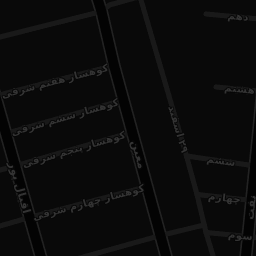 دهم
کوهسار هفتم شرقی
هشتم
کوهسار ششم شرقی
۱۲۹سفند
کوهسار پنجم شرقی
معین
ششم
اقبال پور
کوهسار چهارم شرقی
چهارم
سوم